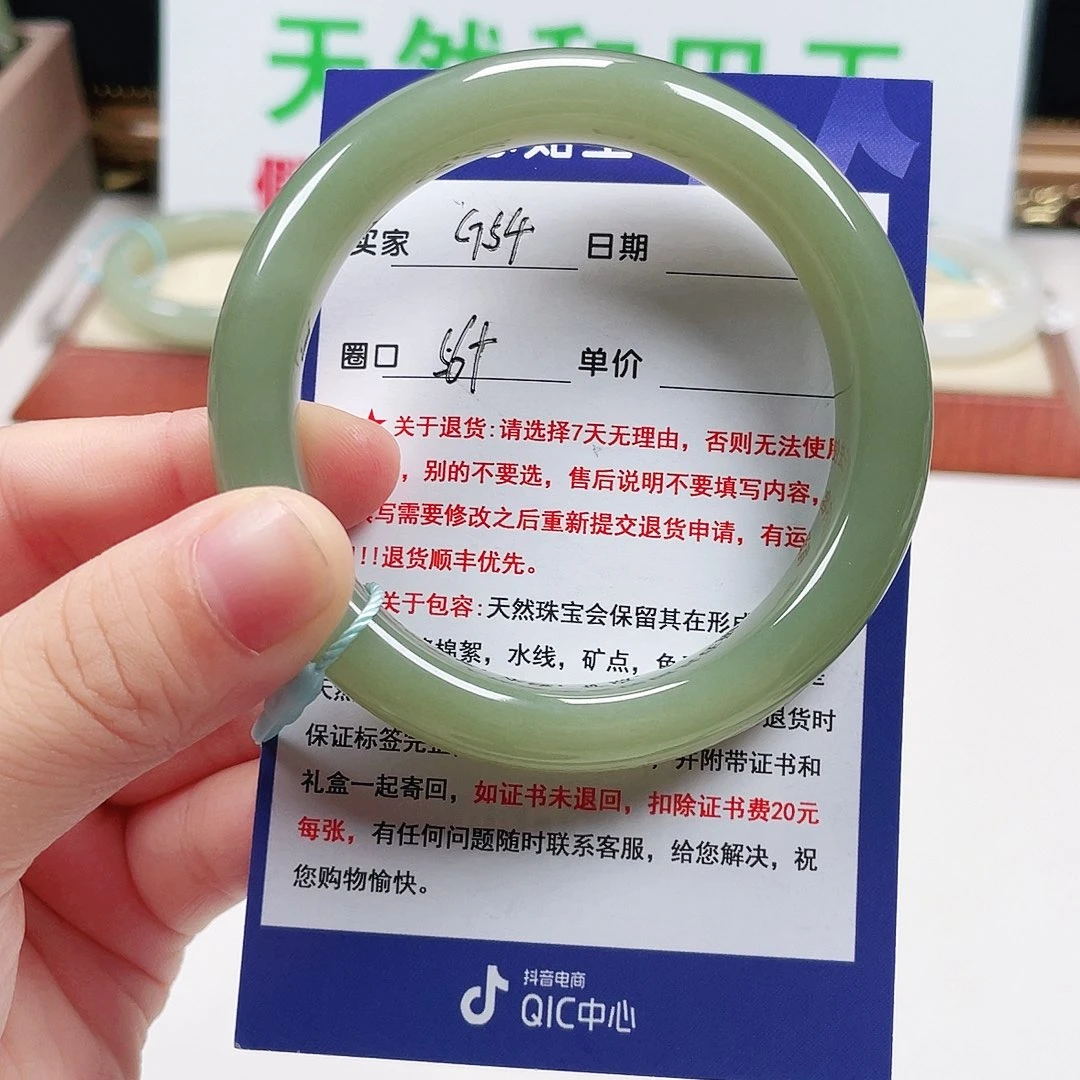 天然和田玉
假
买家 G54 日期
圈口 56+ 单价
★关于退货:请选择7天无理由，否则无法使用
，别的不要选，售后说明不要填写内容，
写需要修改之后重新提交退货申请，有运
!!!退货顺丰优先。
关于包容:天然珠宝会保留其在形成
棉絮，水线，矿点，色
天然
退货时
保证标签完整
，并附带证书和
礼盒一起寄回，如证书未退回，扣除证书费20元
每张，有任何问题随时联系客服，给您解决，祝
您购物愉快。
抖音电商
QIC中心